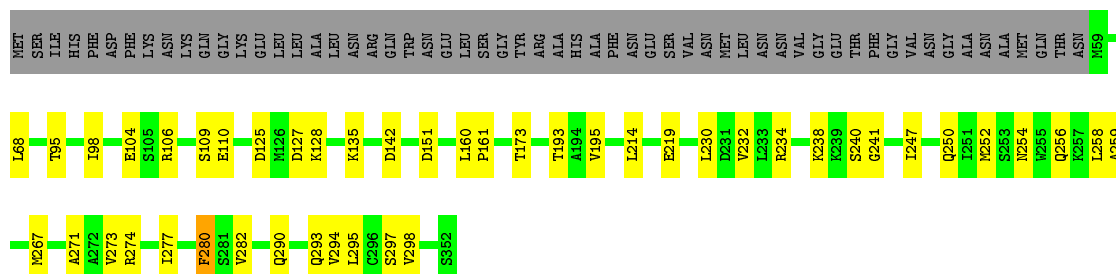 MET SER ILE HIS PHE ASP PHE LYS ASN LYS GLN GLY LYS GLU LEU LEU ALA LEU ASN ARG GLN TRP ASN GLU LEU SER GLY TYR ARG ALA HIS ALA PHE ASN GLU SER VAL ASN MET LEU ASN ASN VAL GLY GLU THR PHE GLY VAL ASN GLY ALA ASN ALA MET GLN THR ASN M59
L68 T95 I98 E104 S105 R106 S109 E110 D125 M126 D127 K128 K135 D142 D151 L160 P161 T173 T193 A194 V195 L214 E219 L230 D231 V232 L233 R234 K238 K239 S240 G241 I247 Q250 I251 M252 S253 N254 W255 Q256 K257 L258 A259
M267 A271 A272 V273 R274 I277 F280 S281 V282 Q290 Q293 V294 L295 C296 S297 V298 S352